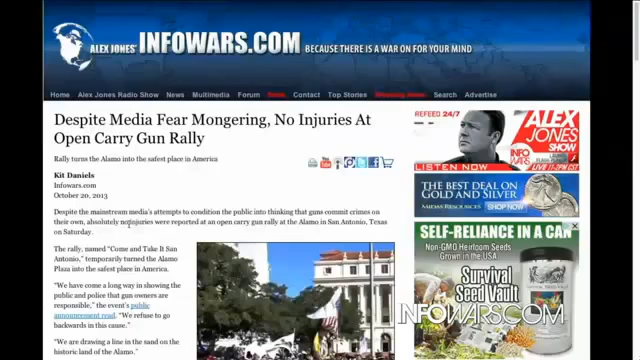 ALEX JONES' INFOWARS.COM BECAUSE THERE IS A WAR ON FOR YOUR MIND
Home Alex Jones Radio Show News Multimedia Forum Contact Top Stories Search Advertise
Despite Media Fear Mongering, No Injuries At
Open Carry Gun Rally
Rally turns the Alamo into the safest place in America
Kit Daniels
Infowars.com
October 20, 2013
Despite the mainstream media's attempts to condition the public into thinking that guns commit crimes on
their own, absolutely no injuries were reported at an open carry gun rally at the Alamo in San Antonio, Texas
on Saturday.
The rally, named "Come and Take It San
Antonio," temporarily turned the Alamo
Plaza into the safest place in America.
"We have come a long way in showing the
public and police that gun owners are
responsible," the event's public
announcement read. "We refuse to go
backwards in this cause."
"We are drawing a line in the sand on the
historic land of the Alamo."
REFEED 24/7
ALEX
JONES
SHOW
INFO
WARS
LIVE 11-2PM CST
LISTEN NOW
THE BEST DEAL ON
GOLD and SILVER
MIDAS RESOURCES SHOP NOW
SELF-RELIANCE IN A CAN
Non-GMO Heirloom Seeds
Grown in the USA
Survival
Seed Vault
INFOWARS.COM